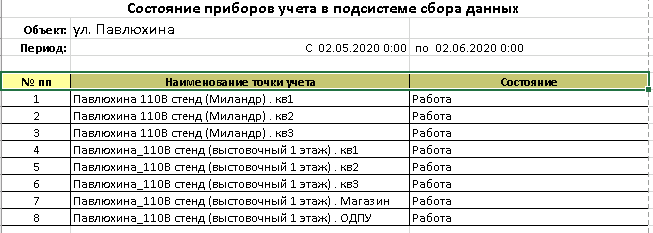 Состояние приборов учета в подсистеме сбора данных
Объект: ул. Павлюхина
Период: С 02.05.2020 0:00 по 02.06.2020 0:00
№ пп Наименование точки учета Состояние
1 Павлюхина 110В стенд (Миландр) . кв1 Работа
2 Павлюхина 110В стенд (Миландр) . кв2 Работа
3 Павлюхина 110В стенд (Миландр) . кв3 Работа
4 Павлюхина_110В стенд (выстовочный 1 этаж) . кв1 Работа
5 Павлюхина_110В стенд (выстовочный 1 этаж) . кв2 Работа
6 Павлюхина_110В стенд (выстовочный 1 этаж) . кв3 Работа
7 Павлюхина_110В стенд (выстовочный 1 этаж) . Магазин Работа
8 Павлюхина_110В стенд (выстовочный 1 этаж) . ОДПУ Работа